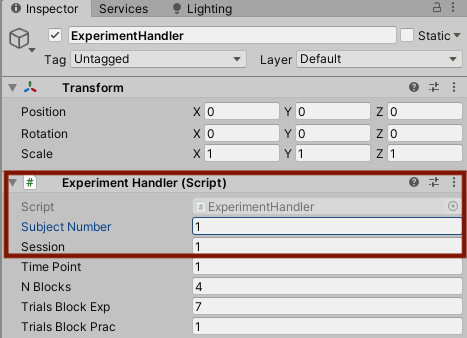 Inspector Services Lighting
ExperimentHandler Static
Tag Untagged Layer Default
Transform
Position X 0 Y 0 Z 0
Rotation X 0 Y 0 Z 0
Scale X 1 Y 1 Z 1
# Experiment Handler (Script)
Script # ExperimentHandler
Subject Number 1
Session 1
Time Point 1
N Blocks 4
Trials Block Exp 7
Trials Block Prac 1